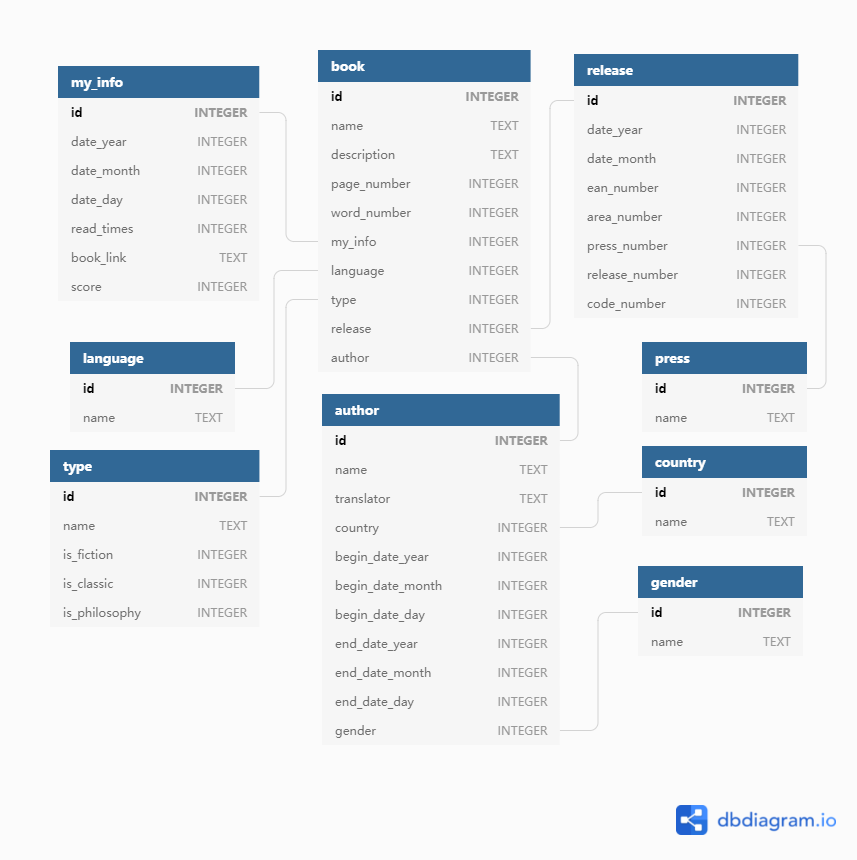 my_info
id INTEGER
date_year INTEGER
date_month INTEGER
date_day INTEGER
read_times INTEGER
book_link TEXT
score INTEGER
book
id INTEGER
name TEXT
description TEXT
page_number INTEGER
word_number INTEGER
my_info INTEGER
language INTEGER
type INTEGER
release INTEGER
author INTEGER
release
id INTEGER
date_year INTEGER
date_month INTEGER
ean_number INTEGER
area_number INTEGER
press_number INTEGER
release_number INTEGER
code_number INTEGER
language
id INTEGER
name TEXT
press
id INTEGER
name TEXT
type
id INTEGER
name TEXT
is_fiction INTEGER
is_classic INTEGER
is_philosophy INTEGER
author
id INTEGER
name TEXT
translator TEXT
country INTEGER
begin_date_year INTEGER
begin_date_month INTEGER
begin_date_day INTEGER
end_date_year INTEGER
end_date_month INTEGER
end_date_day INTEGER
gender INTEGER
country
id INTEGER
name TEXT
gender
id INTEGER
name TEXT
dbdiagram.io